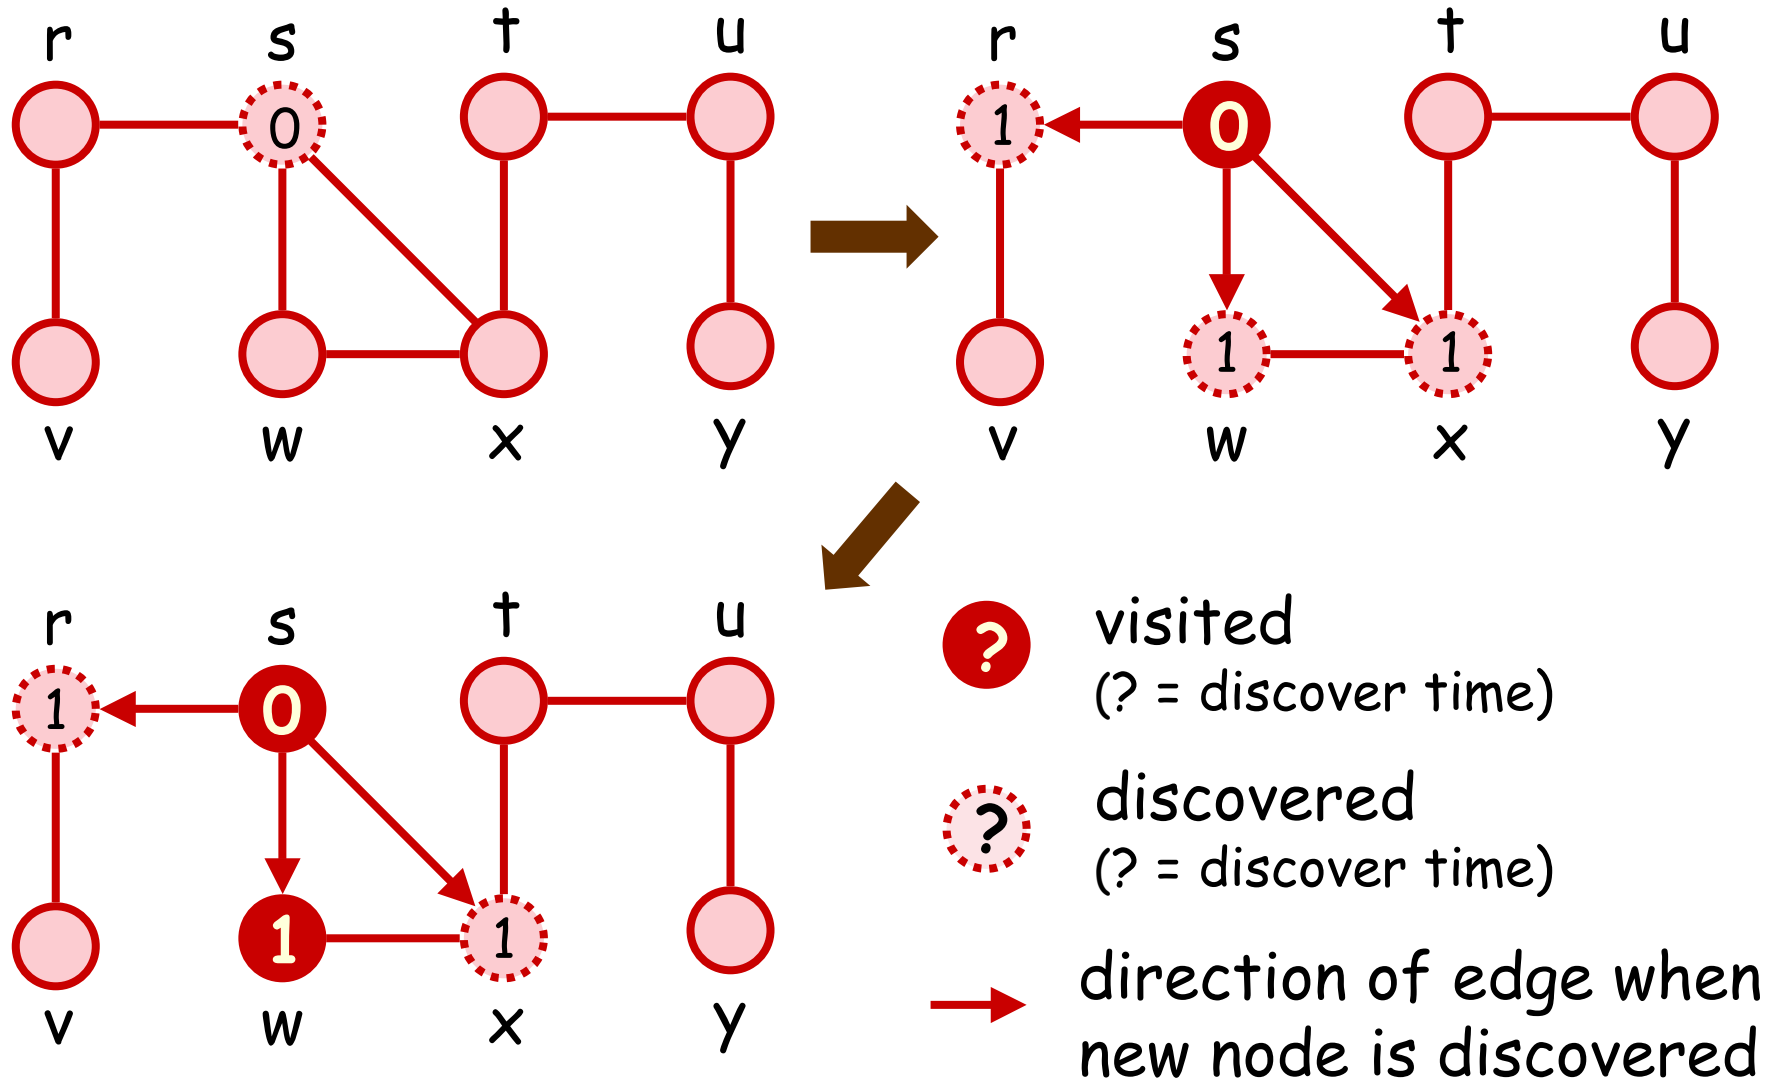 r s t u
0
v w x y
r s t u
1 0
1 1
v w x y
r s t u
1 0
1 1
v w x y
? visited
(? = discover time)
? discovered
(? = discover time)
direction of edge when
new node is discovered